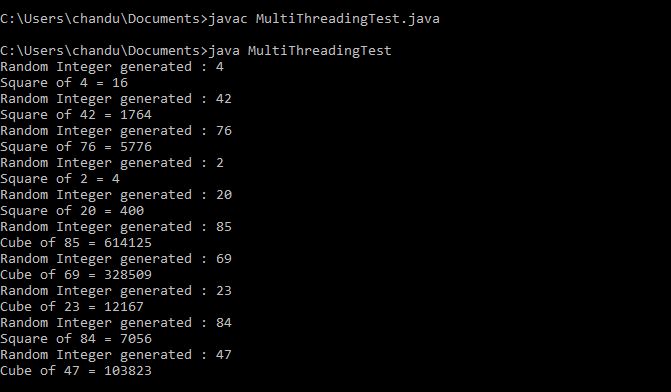 C:\Users\chandu\Documents>javac MultiThreadingTest.java
C:\Users\chandu\Documents>java MultiThreadingTest
Random Integer generated : 4
Square of 4 = 16
Random Integer generated : 42
Square of 42 = 1764
Random Integer generated : 76
Square of 76 = 5776
Random Integer generated : 2
Square of 2 = 4
Random Integer generated : 20
Square of 20 = 400
Random Integer generated : 85
Cube of 85 = 614125
Random Integer generated : 69
Cube of 69 = 328509
Random Integer generated : 23
Cube of 23 = 12167
Random Integer generated : 84
Square of 84 = 7056
Random Integer generated : 47
Cube of 47 = 103823